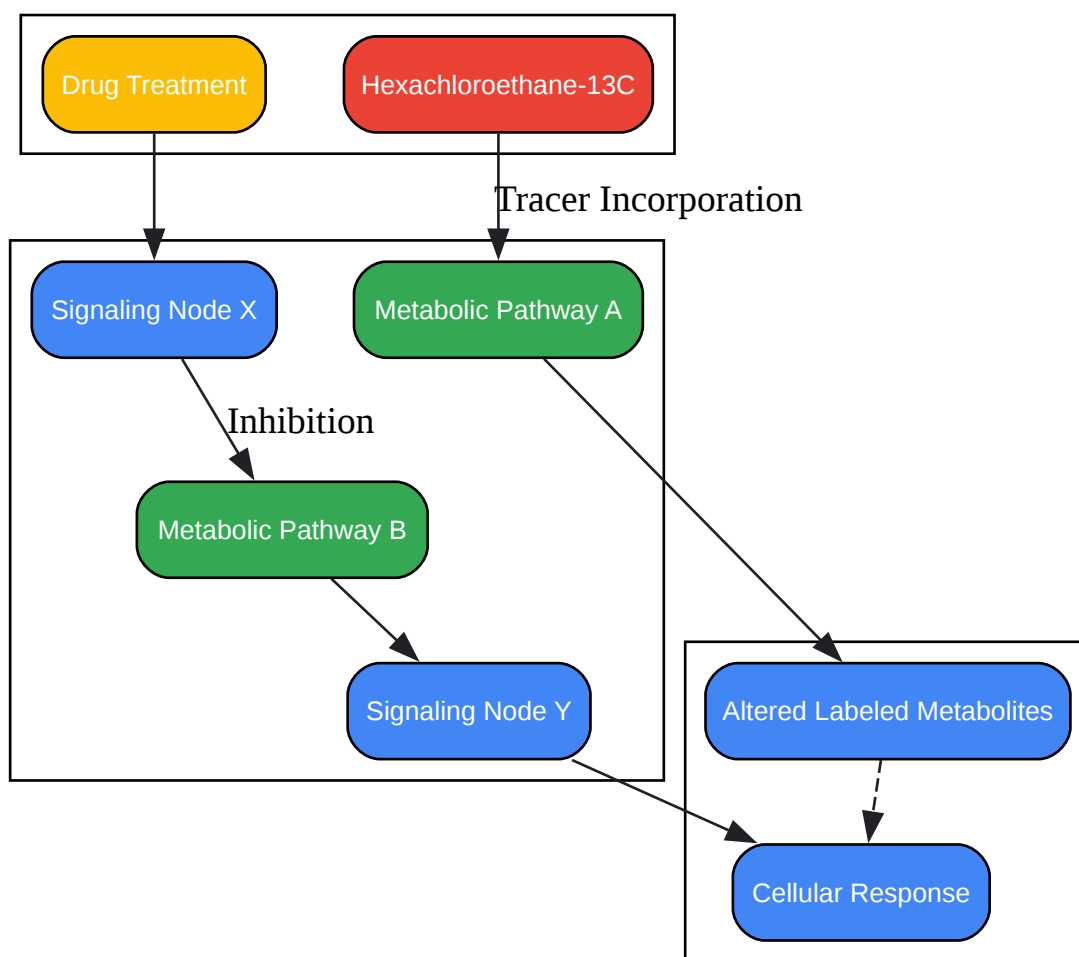 Drug Treatment
Hexachloroethane-13C
Tracer Incorporation
Signaling Node X
Metabolic Pathway A
Inhibition
Metabolic Pathway B
Signaling Node Y
Altered Labeled Metabolites
Cellular Response